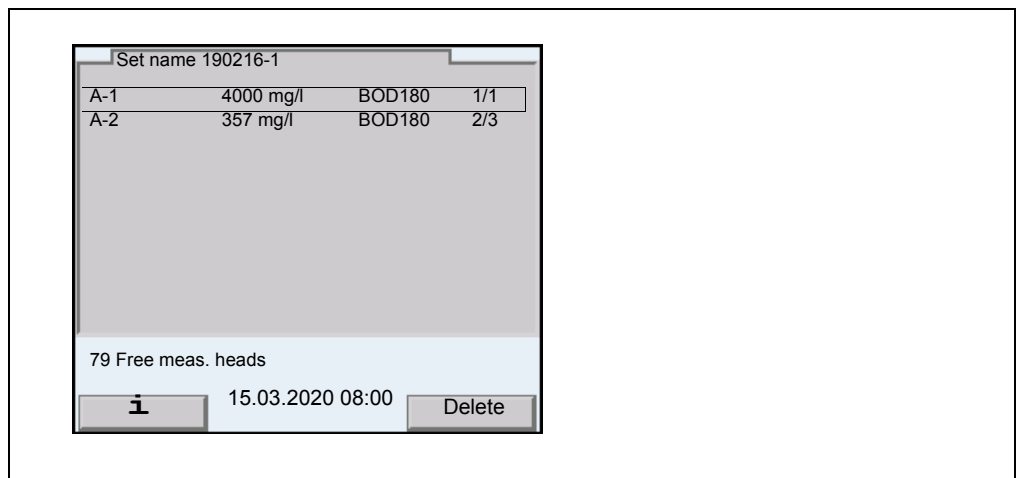 Set name 190216-1
A-1 4000 mg/l BOD180 1/1
A-2 357 mg/l BOD180 2/3
79 Free meas. heads
i 15.03.2020 08:00 Delete